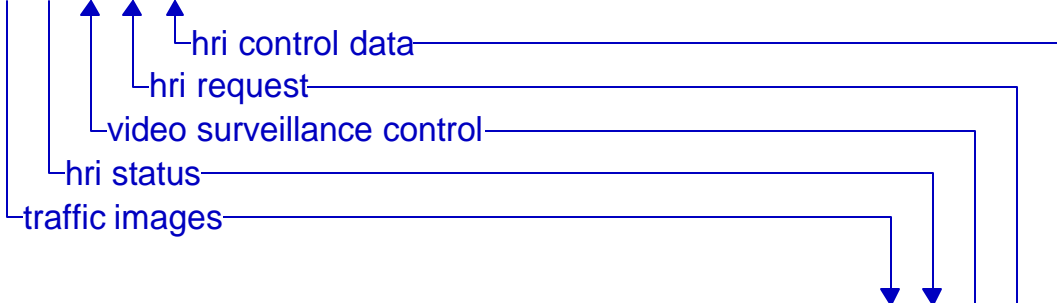 hri control data
hri request
video surveillance control
hri status
traffic images